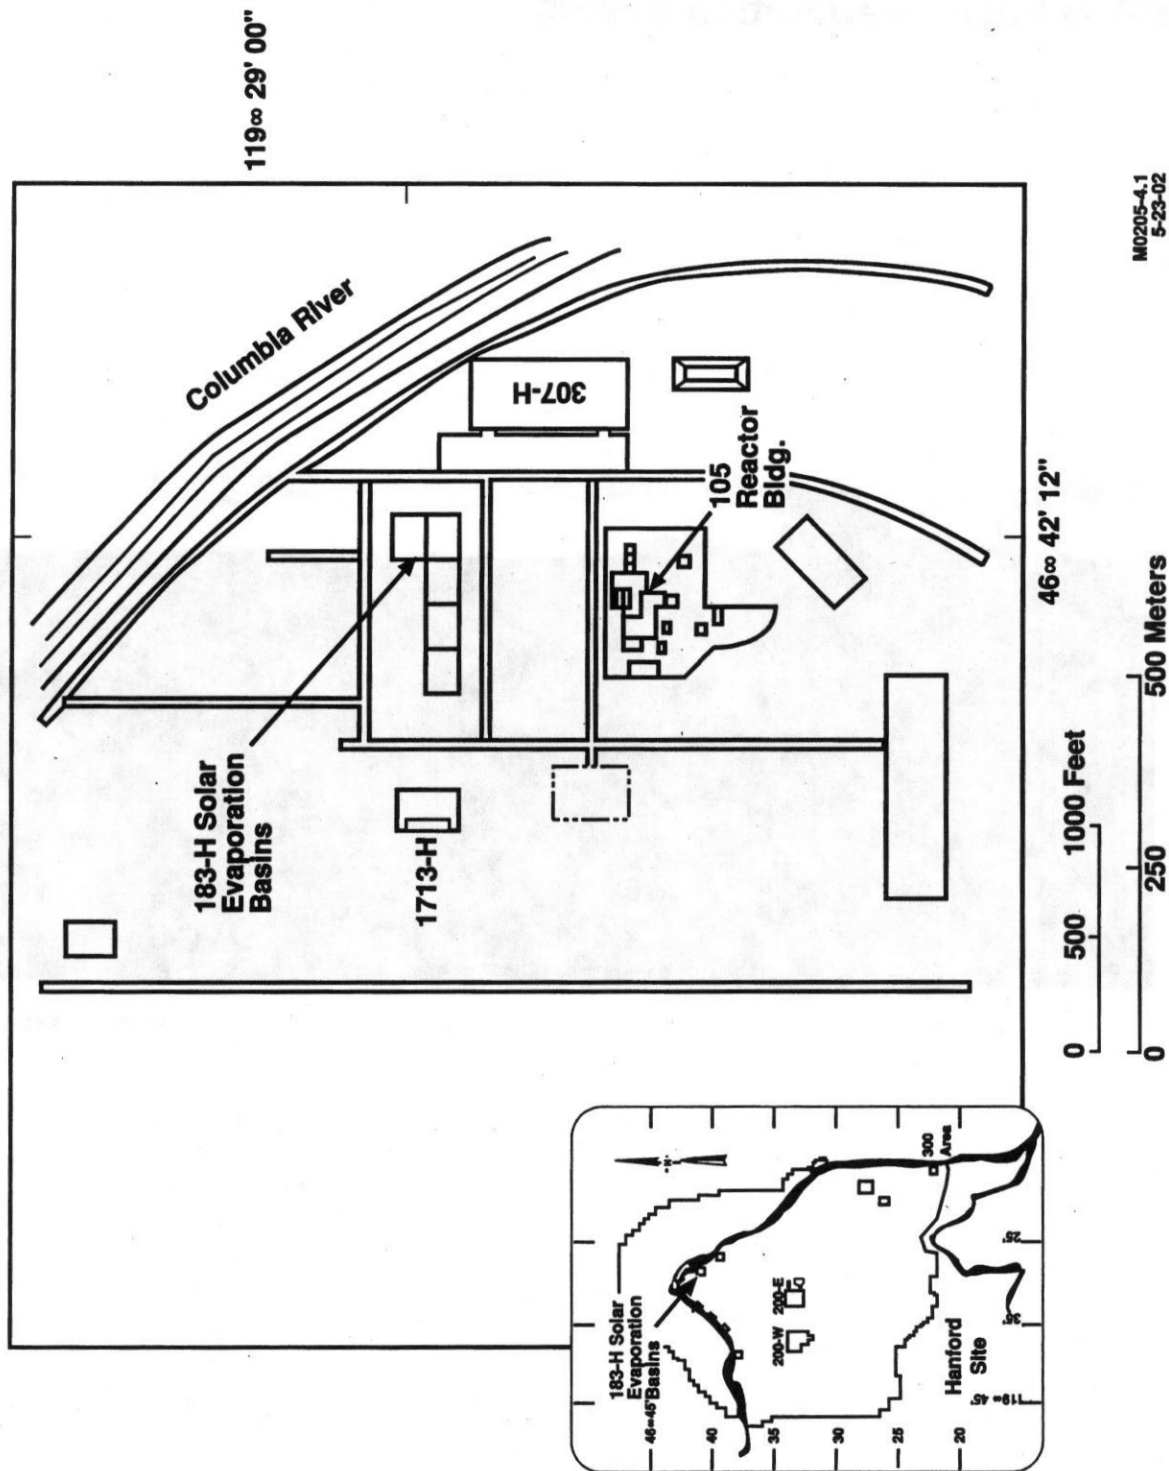 119∞ 29' 00"
Columbia River
307-H
105
Reactor
Bldg.
183-H Solar
Evaporation
Basins
1713-H
46∞ 42' 12"
0 500 1000 Feet
0 250 500 Meters
M0205-4.1
5-23-02
183-H Solar
Evaporation
Basins
46∞45'
40
35
30
25
20
N
200-W
200-E
300
Area
Hanford
Site
119∞ 45'
35'
25'